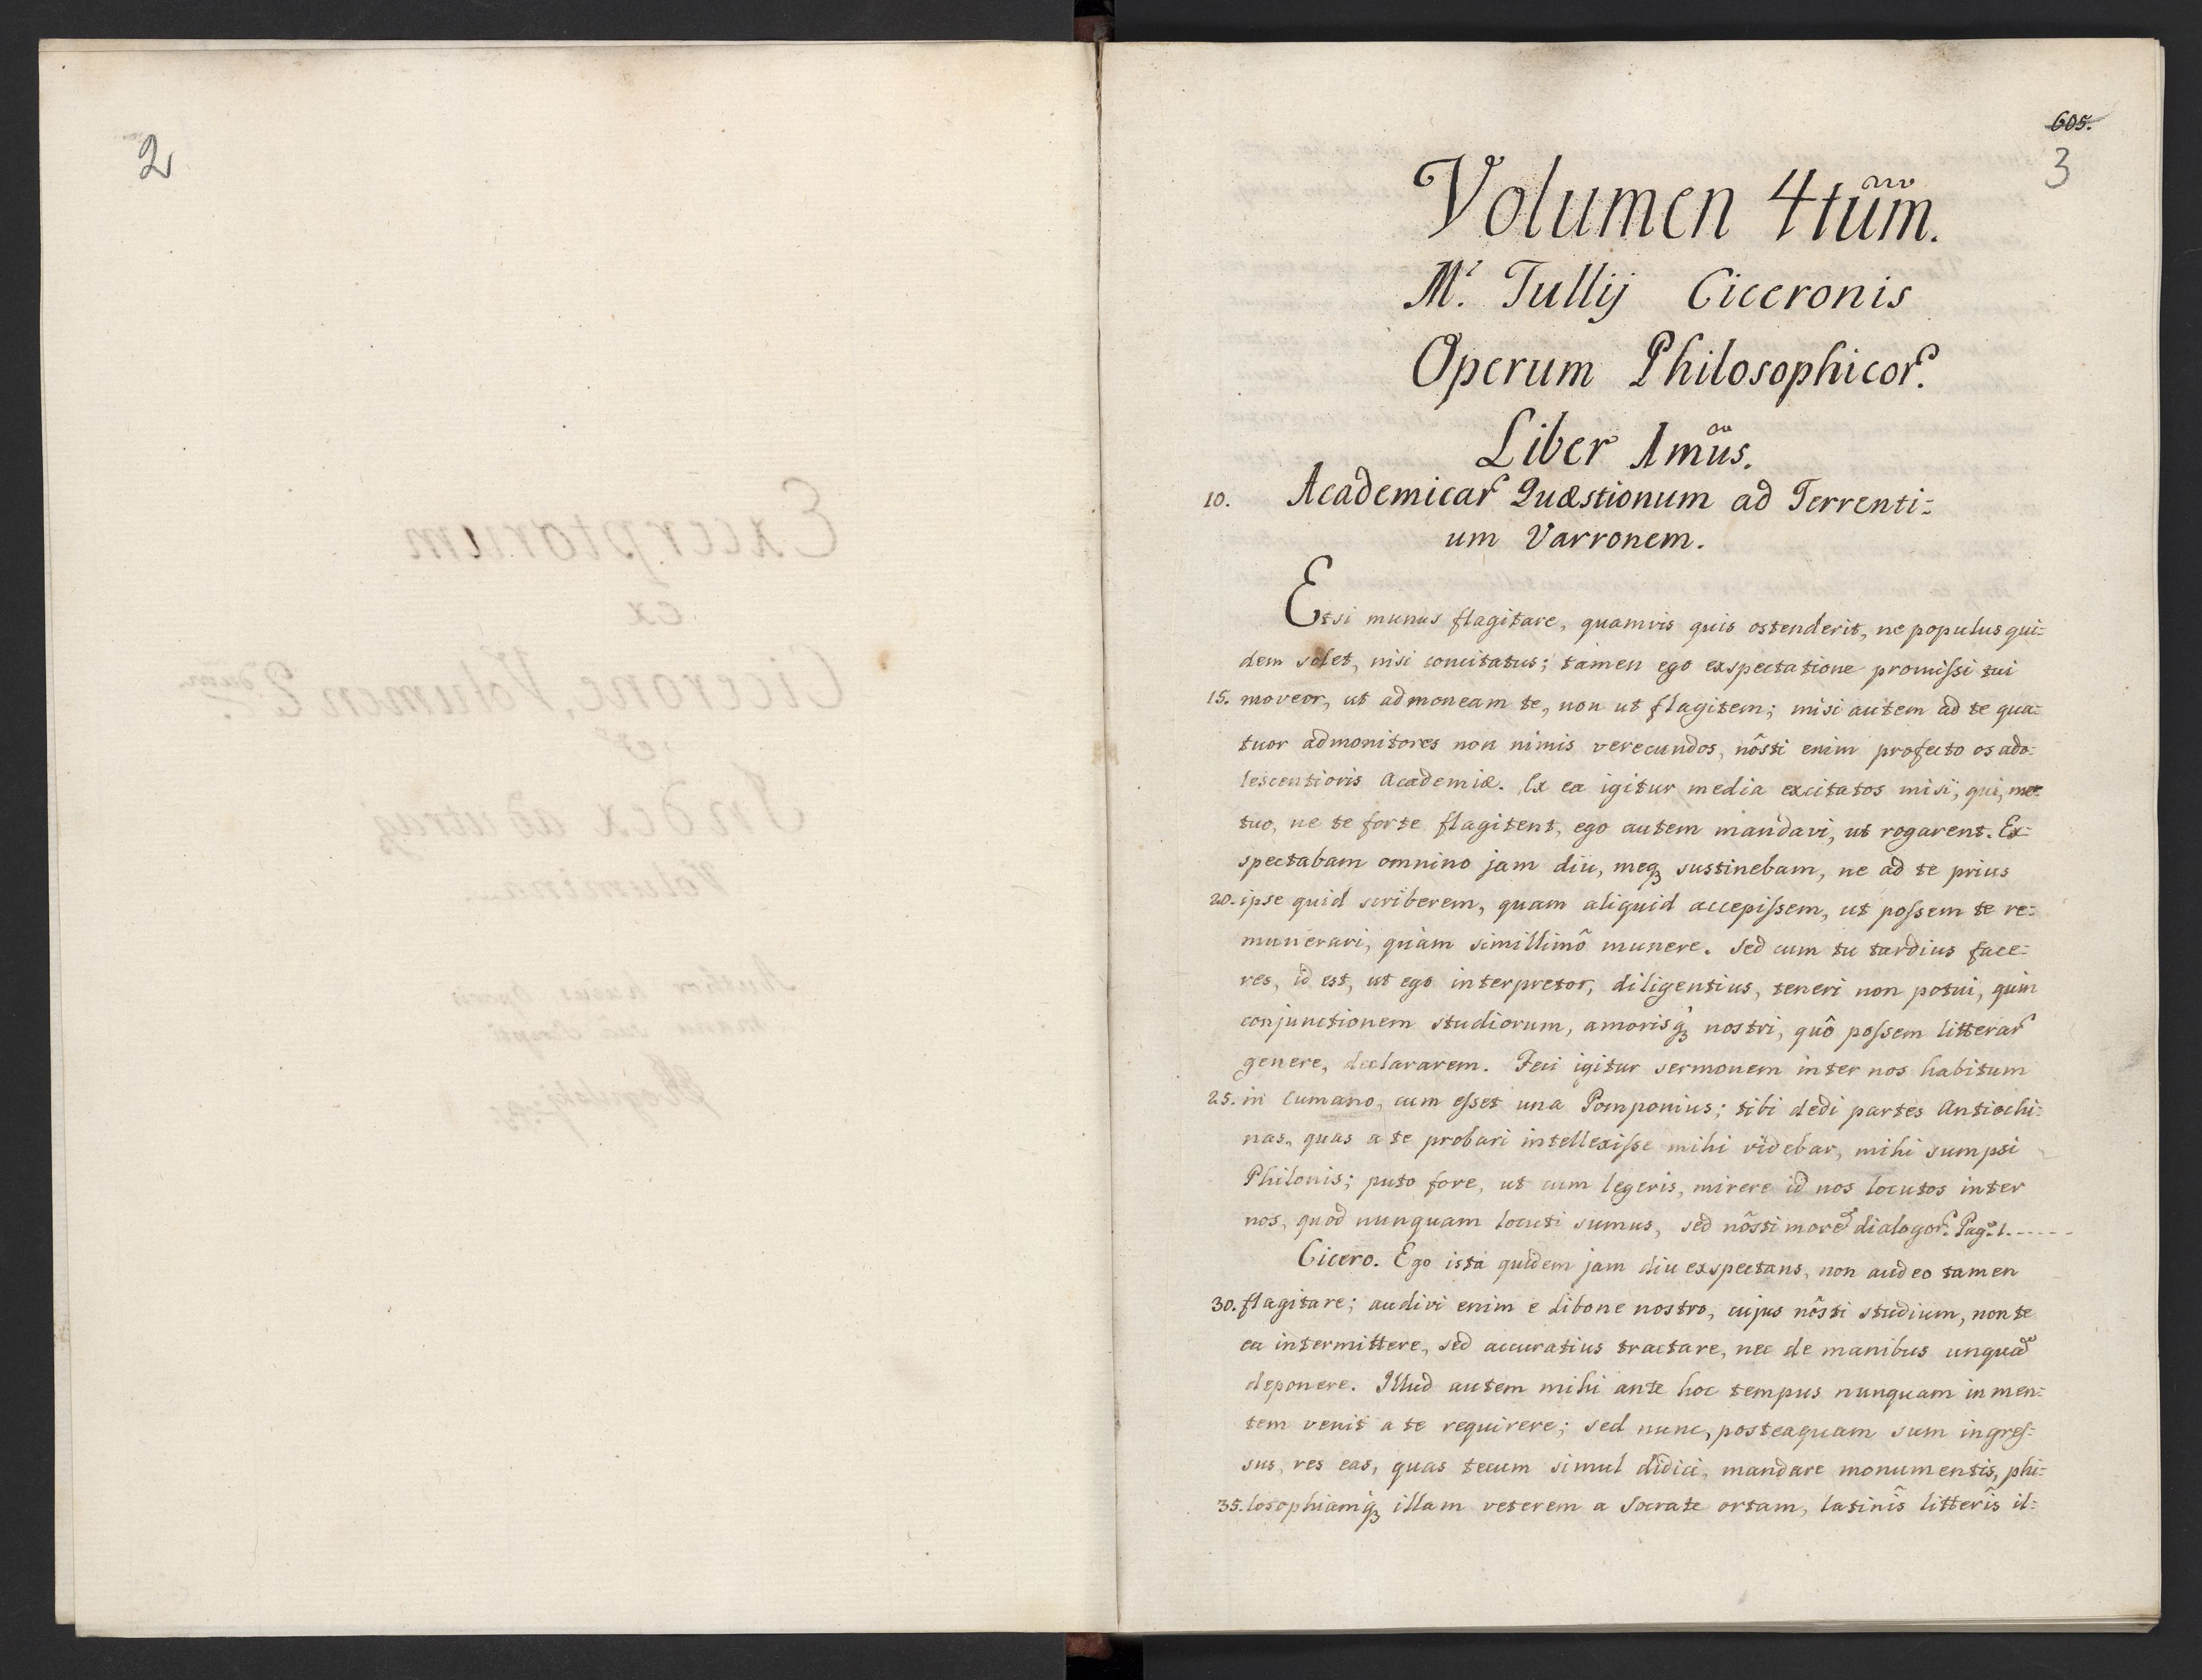 2
605.
3
Volumen 4tum̃.
M. Tullij Ciceronis
Operum Philosophicor.
Liber 1mũs.
10. Academicar Quæstionum ad Terrenti=
um Varronem.
Etsi munus flagitare, quamvis quis ostenderit, ne populus qui=
dem solet, nisi concitatus; tamen ego exspectatione promissi tui
15. moveor, ut admoneam te, non ut flagitem; misi autem ad te qua=
tuor admonitores non nimis verecundos, nôsti enim profecto os ado=
lescentioris Academiæ. Ex ea igitur media excitatos misi, qui, me=
tuo, ne te forte flagitent, ego autem mandavi, ut rogarent. Ex=
spectabam omnino jam diu, meq; sustinebam, ne ad te prius
20. ipse quid scriberem, quam aliquid accepissem, ut possem te re=
munerari, quàm simillimô munere. Sed cum tu tardius face=
res, id est, ut ego interpretor, diligentius, teneri non potui, quin
conjunctionem studiorum, amorisq; nostri, quô possem litterar
genere, declararem. Feci igitur sermonem inter nos habitum
25. in Cumano, cum esset una Pomponius; tibi dedi partes Antiochi=
nas, quas a te probari intellexisse mihi videbar, mihi sumpsi
Philonis; puto fore, ut cum legeris, mirere id nos locutos inter
nos, quod nunquam locuti sumus, sed nôsti morẽ dialogor. Pag. 1.------
Cicero. Ego ista quidem jam diu exspectans, non audeo tamen
30. flagitare; audivi enim e Libone nostro, cujus nôsti studium, non te
ea intermittere, sed accuratius tractare, nec de manibus unquã
deponere. Illud autem mihi ante hoc tempus nunquam in men=
tem venit a te requirere; sed nunc, posteaquam sum ingres=
sus, res eas, quas tecum simul didici, mandare monumentis, phi=
35. losophiamq; illam veterem a Socrate ortam, latinîs litterîs il=